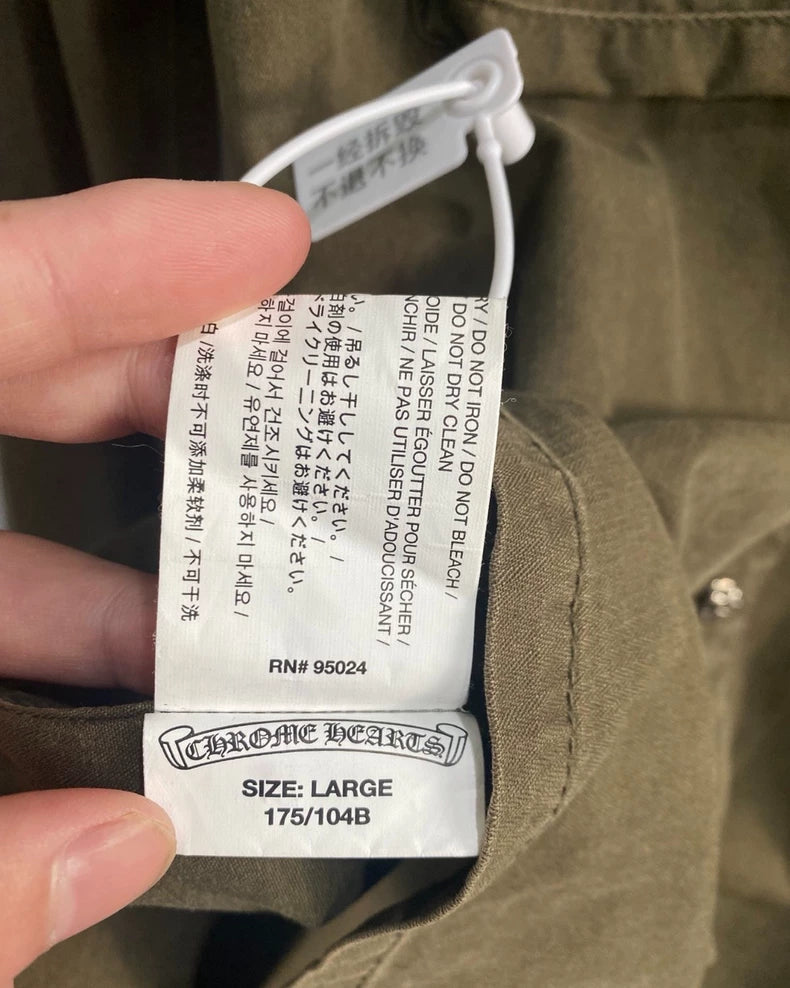 一经拆毁
不退不换
RY / DO NOT IRON / DO NOT BLEACH /
DO NOT DRY CLEAN
OIDE / LAISSER ÉGOUTTER POUR SÉCHER /
NCHIR / NE PAS UTILISER D'ADOUCISSANT /
い。/ 吊るし干ししてください。 /
白剤の使用はお避けください。 /
ドライクリーニングはお避けください。
걸이에 걸어서 건조시키세요 /
하지 마세요 / 유연제를 사용하지 마세요 /
白 / 洗涤时不可添加柔软剂 / 不可干洗
RN# 95024
CHROME HEARTS
SIZE: LARGE
175/104B